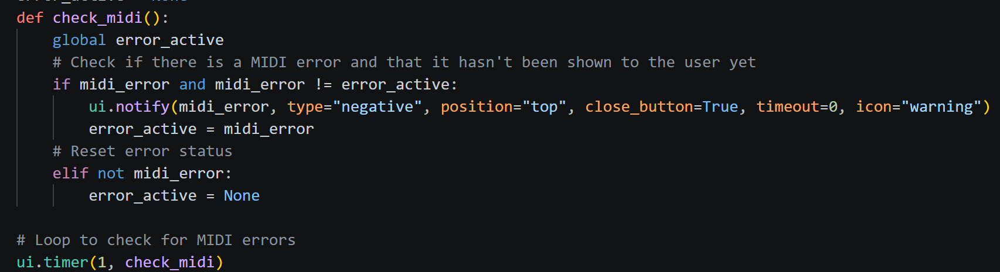 error_active = None
def check_midi():
    global error_active
    # Check if there is a MIDI error and that it hasn't been shown to the user yet
    if midi_error and midi_error != error_active:
        ui.notify(midi_error, type="negative", position="top", close_button=True, timeout=0, icon="warning")
        error_active = midi_error
    # Reset error status
    elif not midi_error:
        error_active = None
# Loop to check for MIDI errors
ui.timer(1, check_midi)